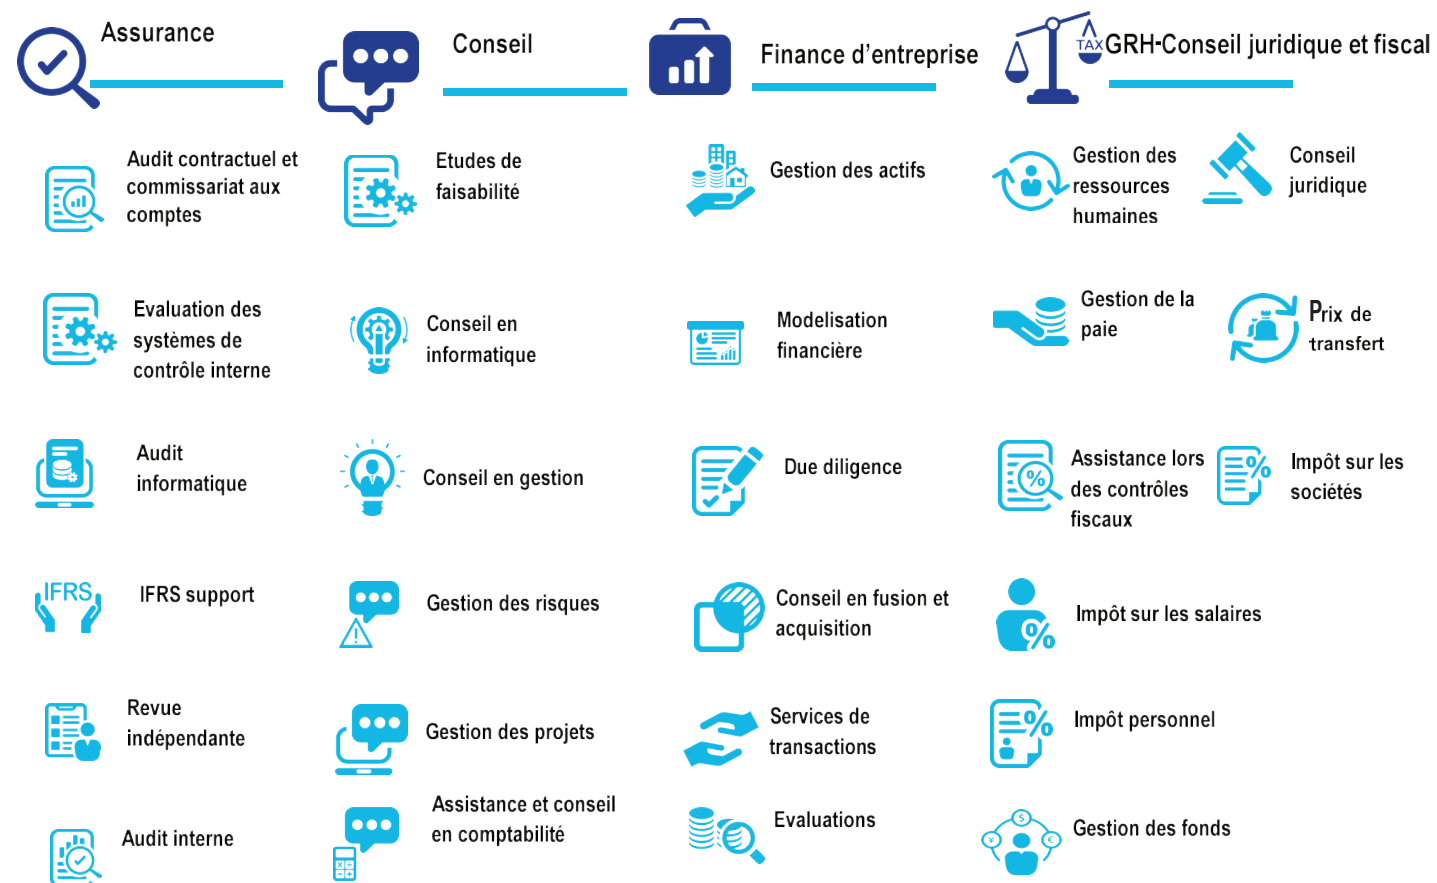 Assurance
Audit contractuel et
commissariat aux
comptes
Evaluation des
systèmes de
contrôle interne
Audit
informatique
IFRS
IFRS support
Revue
indépendante
Audit interne
Conseil
Etudes de
faisabilité
Conseil en
informatique
Conseil en gestion
Gestion des risques
Gestion des projets
Assistance et conseil
en comptabilité
Finance d’entreprise
Gestion des actifs
Modelisation
financière
Due diligence
Conseil en fusion et
acquisition
Services de
transactions
Evaluations
TAX
GRH-Conseil juridique et fiscal
Gestion des
ressources
humaines
Gestion de la
paie
%
Assistance lors
des contrôles
fiscaux
%
Impôt sur les salaires
%
Impôt personnel
$
¥ €
Gestion des fonds
Conseil
juridique
Prix de
transfert
%
Impôt sur les
sociétés